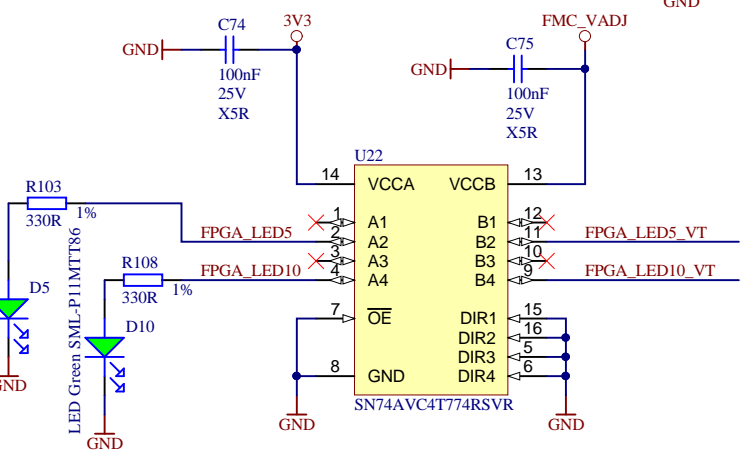 GND
C74
3V3
FMC_VADJ
GND
100nF
25V
X5R
C75
GND
100nF
25V
X5R
U22
14
VCCA
VCCB
13
R103
330R
1%
1
A1
B1
12
FPGA_LED5
2
A2
B2
11
FPGA_LED5_VT
3
A3
B3
10
R108
330R
1%
FPGA_LED10
4
A4
B4
9
FPGA_LED10_VT
D5
GND
LED Green SML-P11MTT86
D10
GND
7
OE
DIR1
15
DIR2
16
DIR3
5
8
GND
DIR4
6
SN74AVC4T774RSVR
GND
GND